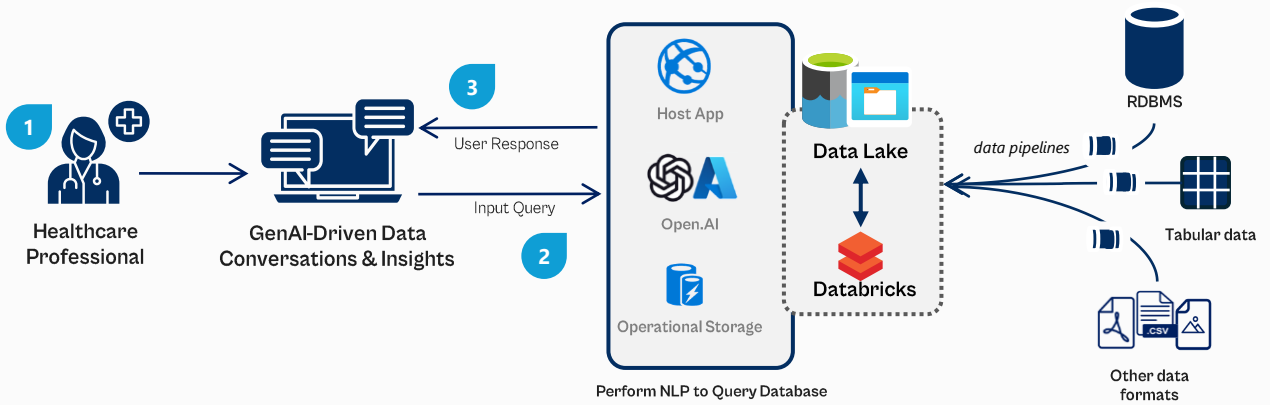 1
Healthcare
Professional
GenAI-Driven Data
Conversations & Insights
3
User Response
Input Query
2
Host App
Open.AI
Operational Storage
Perform NLP to Query Database
Data Lake
Databricks
data pipelines
RDBMS
Tabular data
.CSV
Other data
formats